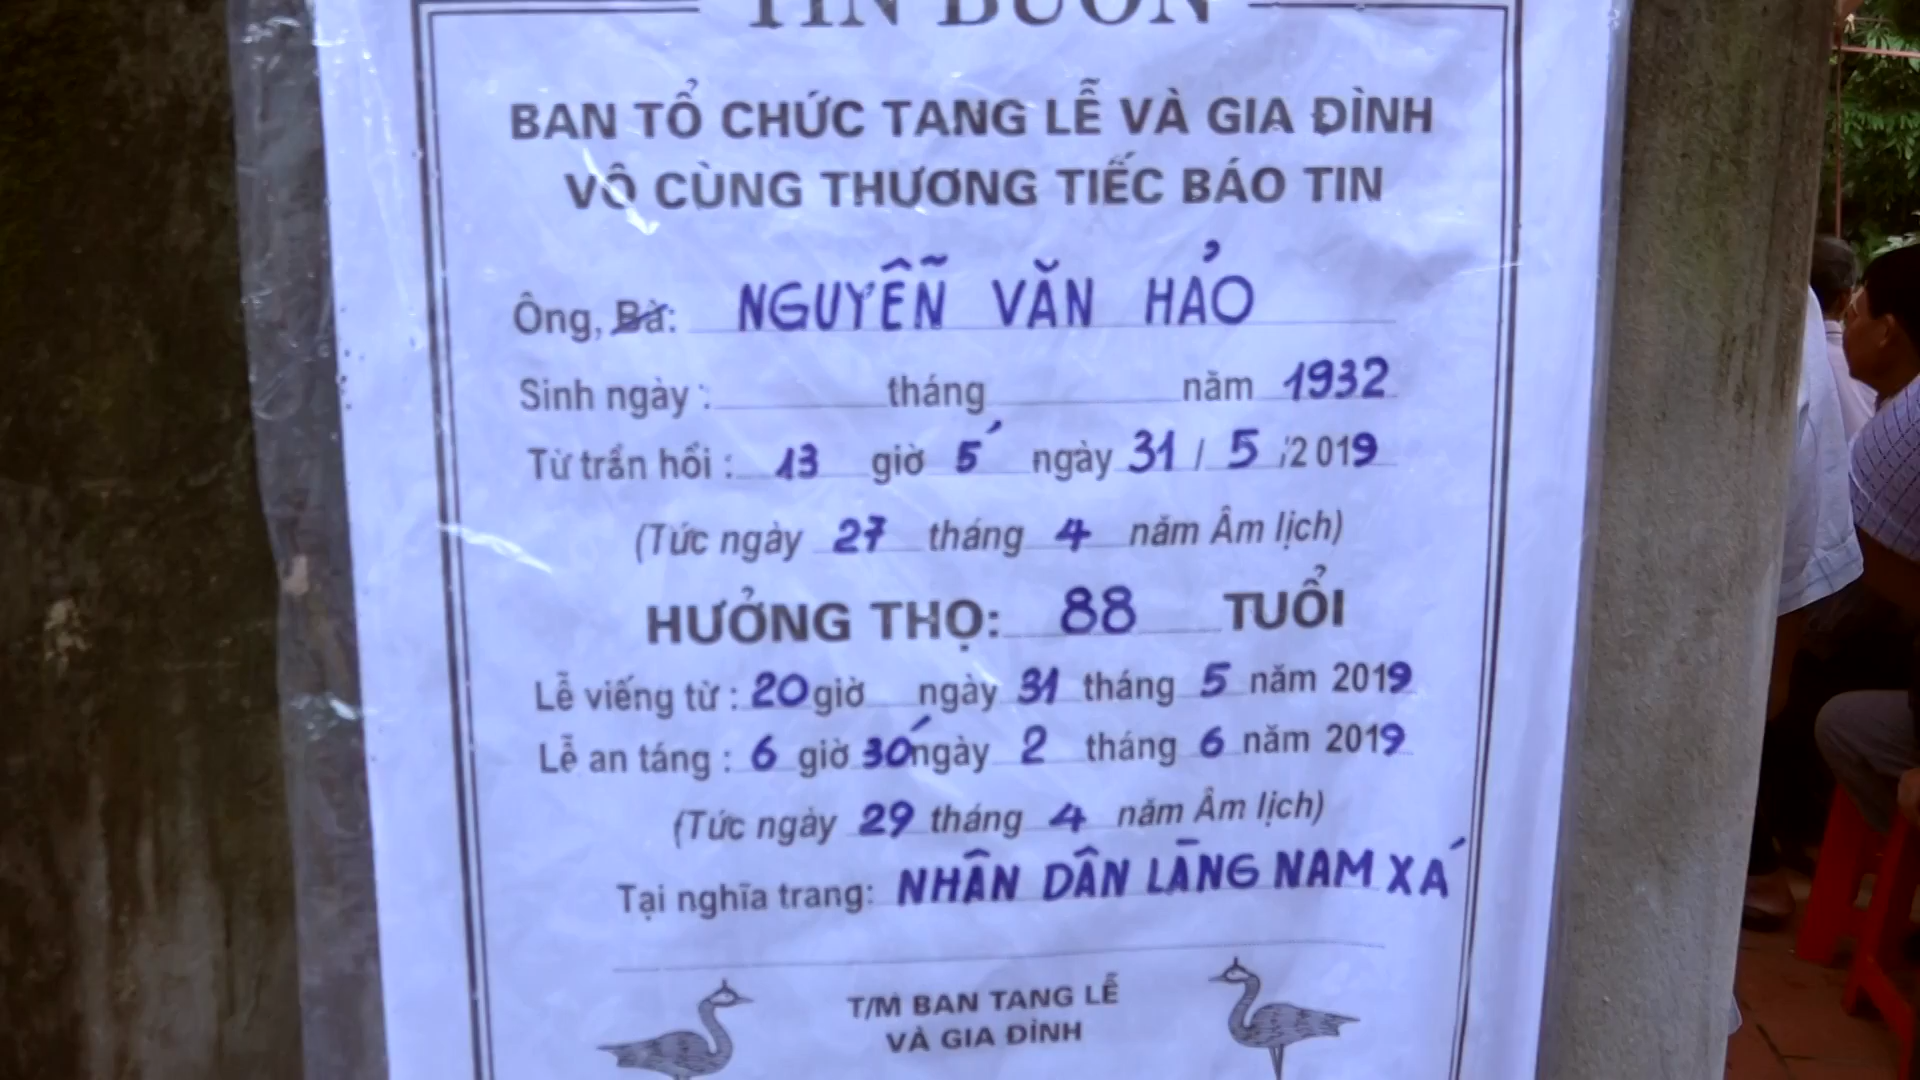 TIN BUỒN
BAN TỔ CHỨC TANG LỄ VÀ GIA ĐÌNH
VÔ CÙNG THƯƠNG TIẾC BÁO TIN
Ông, Bà: NGUYỄN VĂN HẢO
Sinh ngày : tháng năm 1932
Từ trần hồi : 13 giờ 5' ngày 31 / 5 /2019
(Tức ngày 27 tháng 4 năm Âm lịch)
HƯỞNG THỌ: 88 TUỔI
Lễ viếng từ : 20 giờ ngày 31 tháng 5 năm 2019
Lễ an táng : 6 giờ 30' ngày 2 tháng 6 năm 2019
(Tức ngày 29 tháng 4 năm Âm lịch)
Tại nghĩa trang: NHÂN DÂN LÀNG NAM XÁ
T/M BAN TANG LỄ
VÀ GIA ĐÌNH